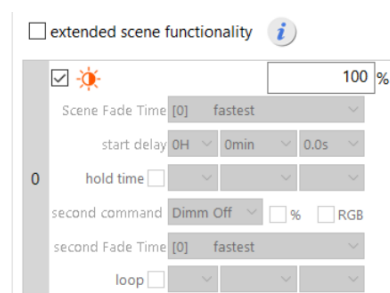 extended scene functionality i
100 %
Scene Fade Time [0] fastest
start delay 0H 0min 0.0s
0 hold time
second command Dimm Off % RGB
second Fade Time [0] fastest
loop